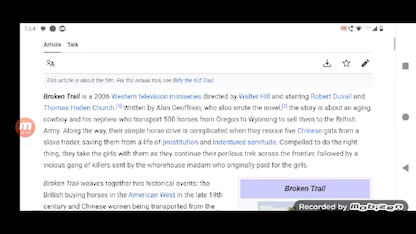 7:54
Article Talk
This article is about the film. For the actual trail, see Billy the Kid Trail.
Broken Trail is a 2006 Western television miniseries directed by Walter Hill and starring Robert Duvall and
Thomas Haden Church. Written by Alan Geoffrion, who also wrote the novel, the story is about an aging
cowboy and his nephew who transport 500 horses from Oregon to Wyoming to sell them to the British
Army. Along the way, their simple horse drive is complicated when they rescue five Chinese girls from a
slave trader, saving them from a life of prostitution and indentured servitude. Compelled to do the right
thing, they take the girls with them as they continue their perilous trek across the frontier, followed by a
vicious gang of killers sent by the whorehouse madam who originally paid for the girls.
Broken Trail weaves together two historical events: the
British buying horses in the American West in the late 19th
century and Chinese women being transported from the
Broken Trail
Recorded by Mobizen